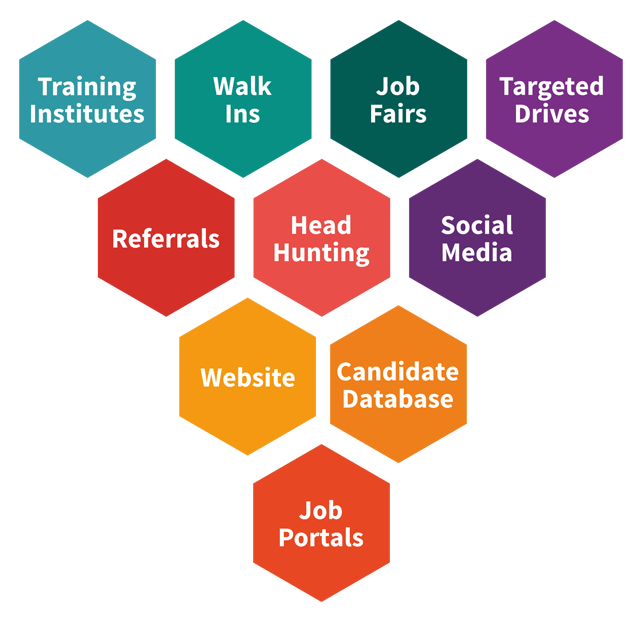 Training
Institutes
Walk
Ins
Job
Fairs
Targeted
Drives
Referrals
Head
Hunting
Social
Media
Website
Candidate
Database
Job
Portals